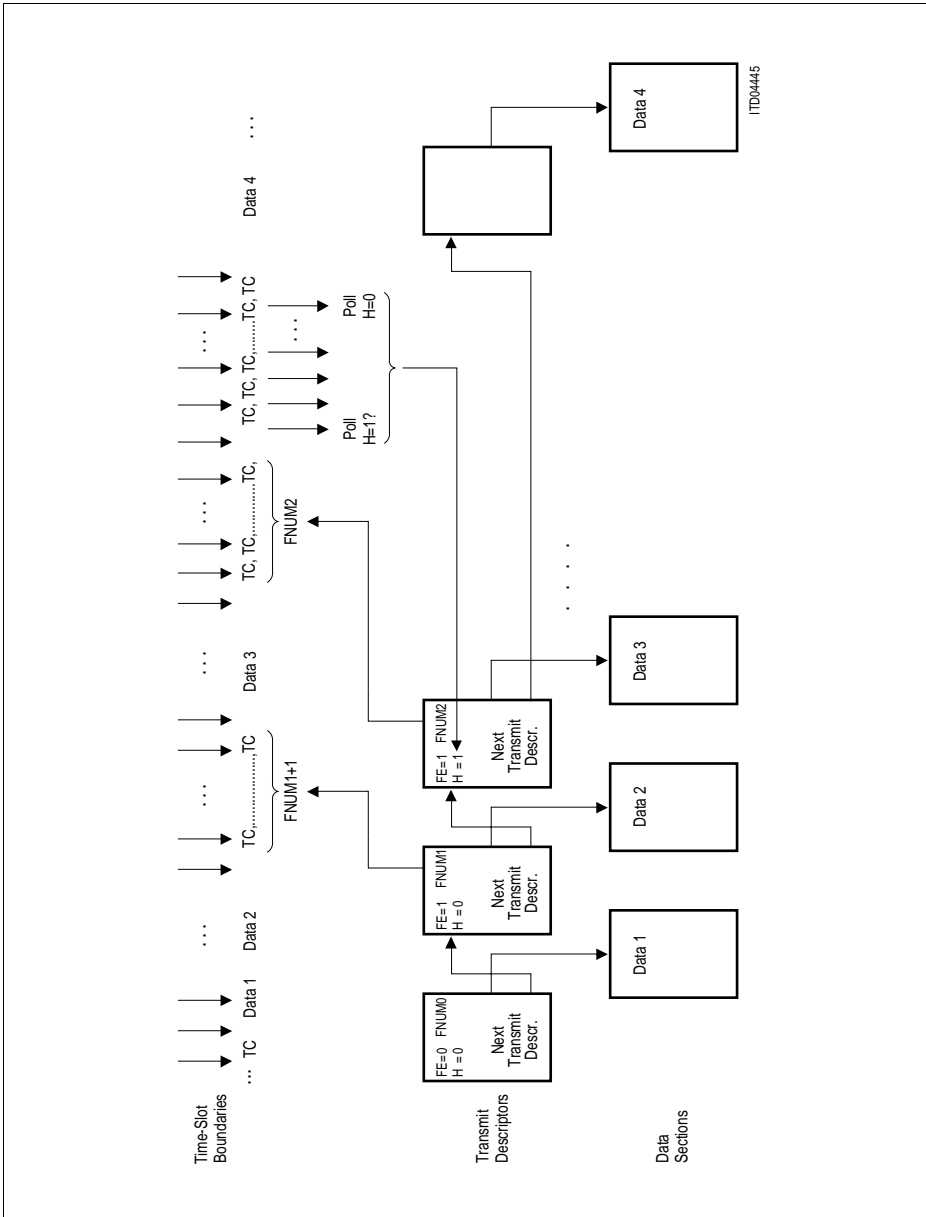 Time-Slot
Boundaries
... TC
Data 1
Data 2
...
TC,....................,TC
...
FNUM1+1
Data 3
...
TC, TC,................TC,
...
FNUM2
TC, TC, TC, TC,.........TC, TC
...
...
Poll
H=1?
Poll
H=0
Data 4
...
Transmit
Descriptors
FE=0 FNUM0
H =0
Next
Transmit
Descr.
FE=1 FNUM1
H =0
Next
Transmit
Descr.
FE=1 FNUM2
H =1
Next
Transmit
Descr.
. . . .
Data
Sections
Data 1
Data 2
Data 3
Data 4
ITD04445